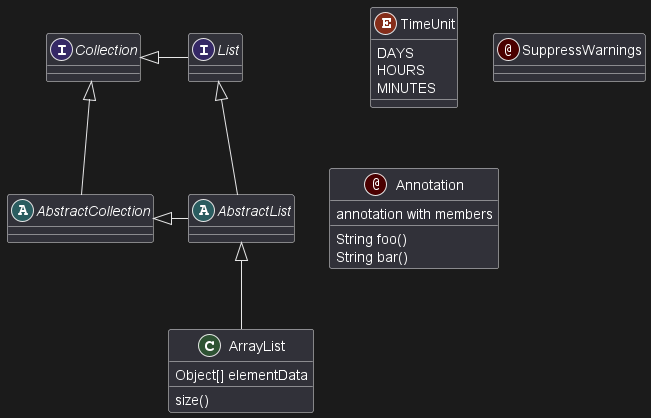 I Collection
I List
E TimeUnit
DAYS
HOURS
MINUTES
@ SuppressWarnings
A AbstractCollection
A AbstractList
@ Annotation
annotation with members
String foo()
String bar()
C ArrayList
Object[] elementData
size()